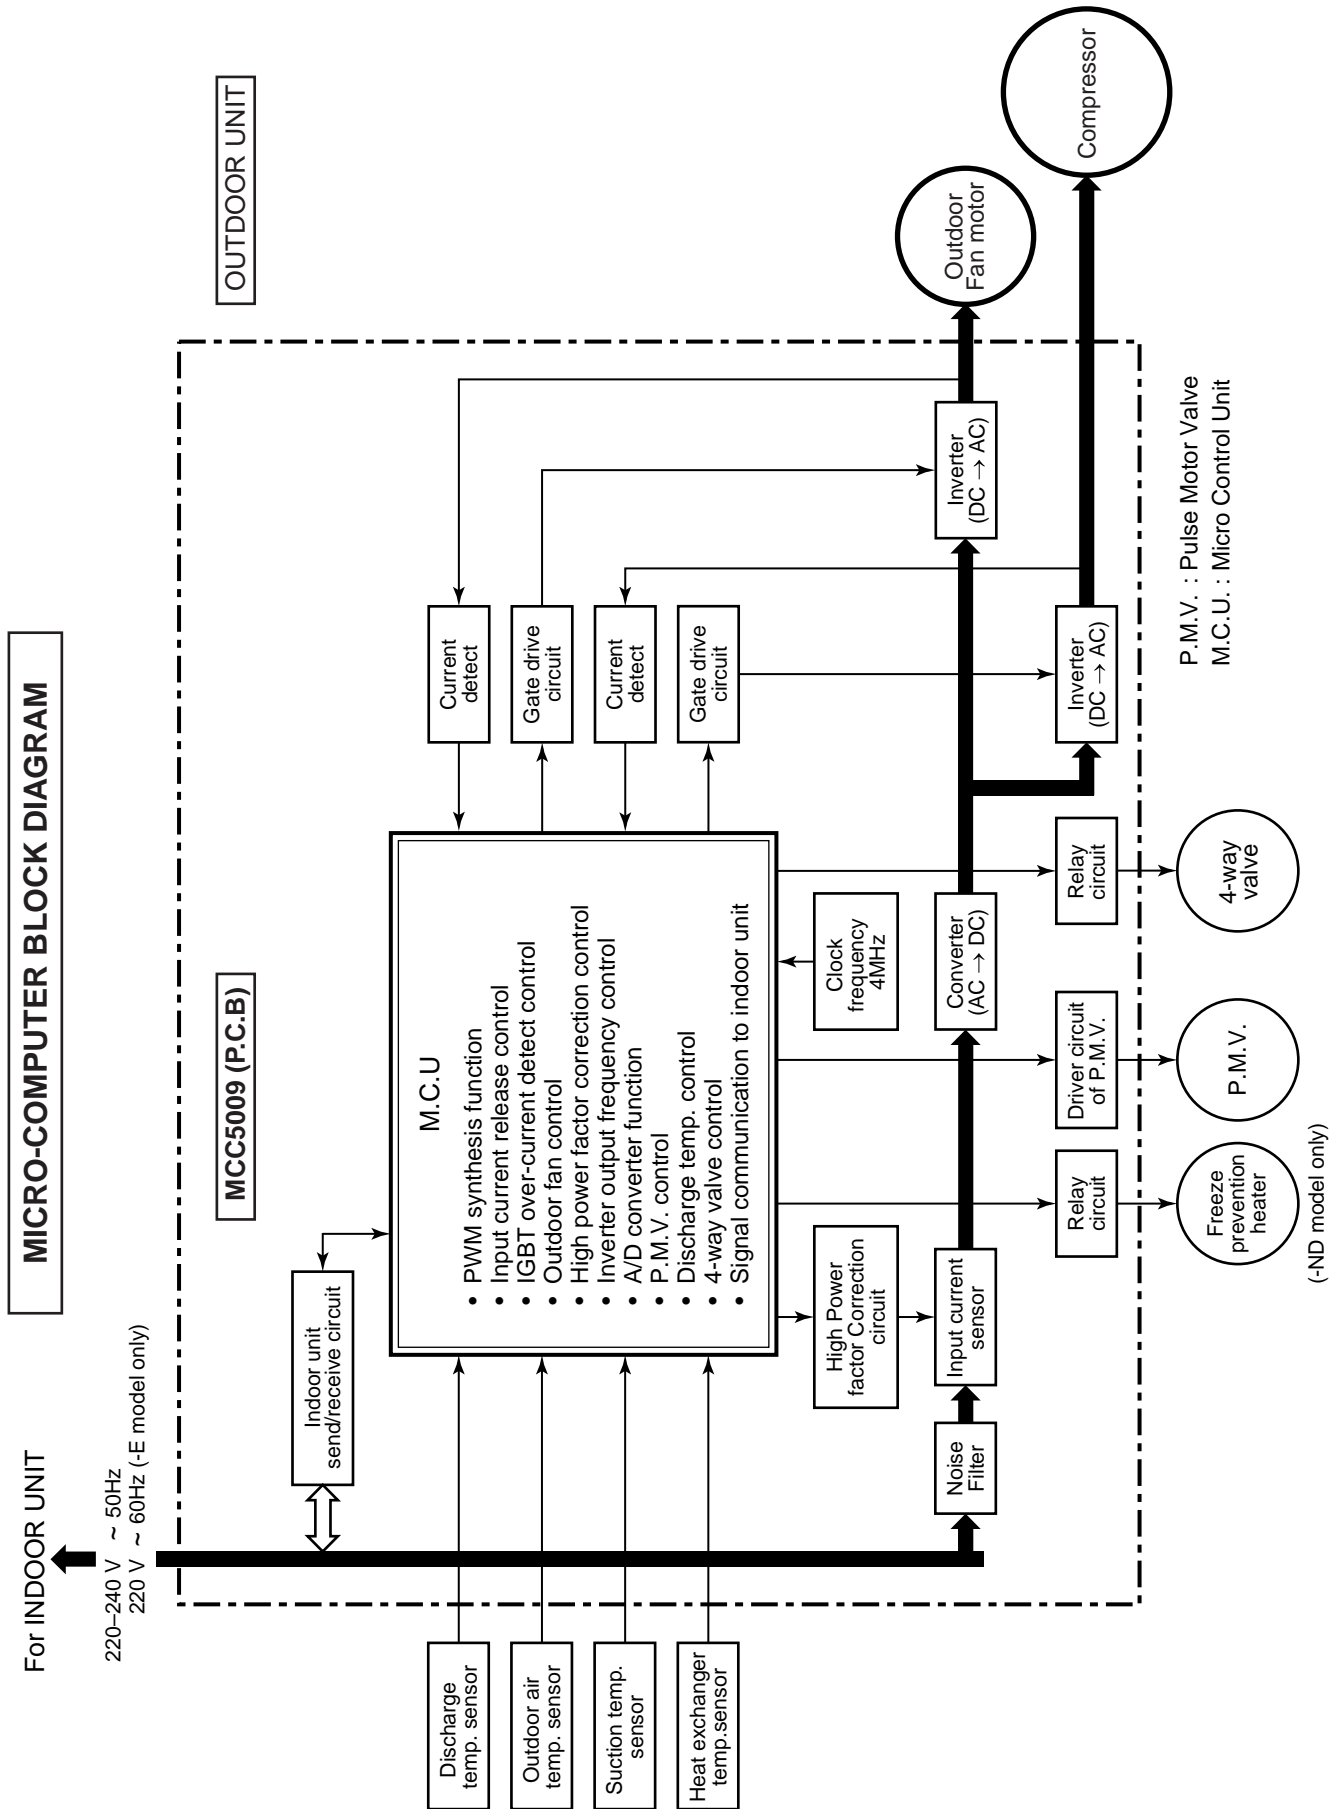 MICRO-COMPUTER BLOCK DIAGRAM
For INDOOR UNIT
220–240 V ~ 50Hz
220 V ~ 60Hz (-E model only)
MCC5009 (P.C.B)
OUTDOOR UNIT
Indoor unit
send/receive circuit
Discharge
temp. sensor
Outdoor air
temp. sensor
Suction temp.
sensor
Heat exchanger
temp.sensor
M.C.U
• PWM synthesis function
• Input current release control
• IGBT over-current detect control
• Outdoor fan control
• High power factor correction control
• Inverter output frequency control
• A/D converter function
• P.M.V. control
• Discharge temp. control
• 4-way valve control
• Signal communication to indoor unit
Current
detect
Gate drive
circuit
Current
detect
Gate drive
circuit
High Power
factor Correction
circuit
Clock
frequency
4MHz
Noise
Filter
Input current
sensor
Converter
(AC → DC)
Inverter
(DC → AC)
Outdoor
Fan motor
Relay
circuit
Driver circuit
of P.M.V.
Relay
circuit
Inverter
(DC → AC)
Compressor
Freeze
prevention
heater
P.M.V.
4-way
valve
(-ND model only)
P.M.V. : Pulse Motor Valve
M.C.U. : Micro Control Unit